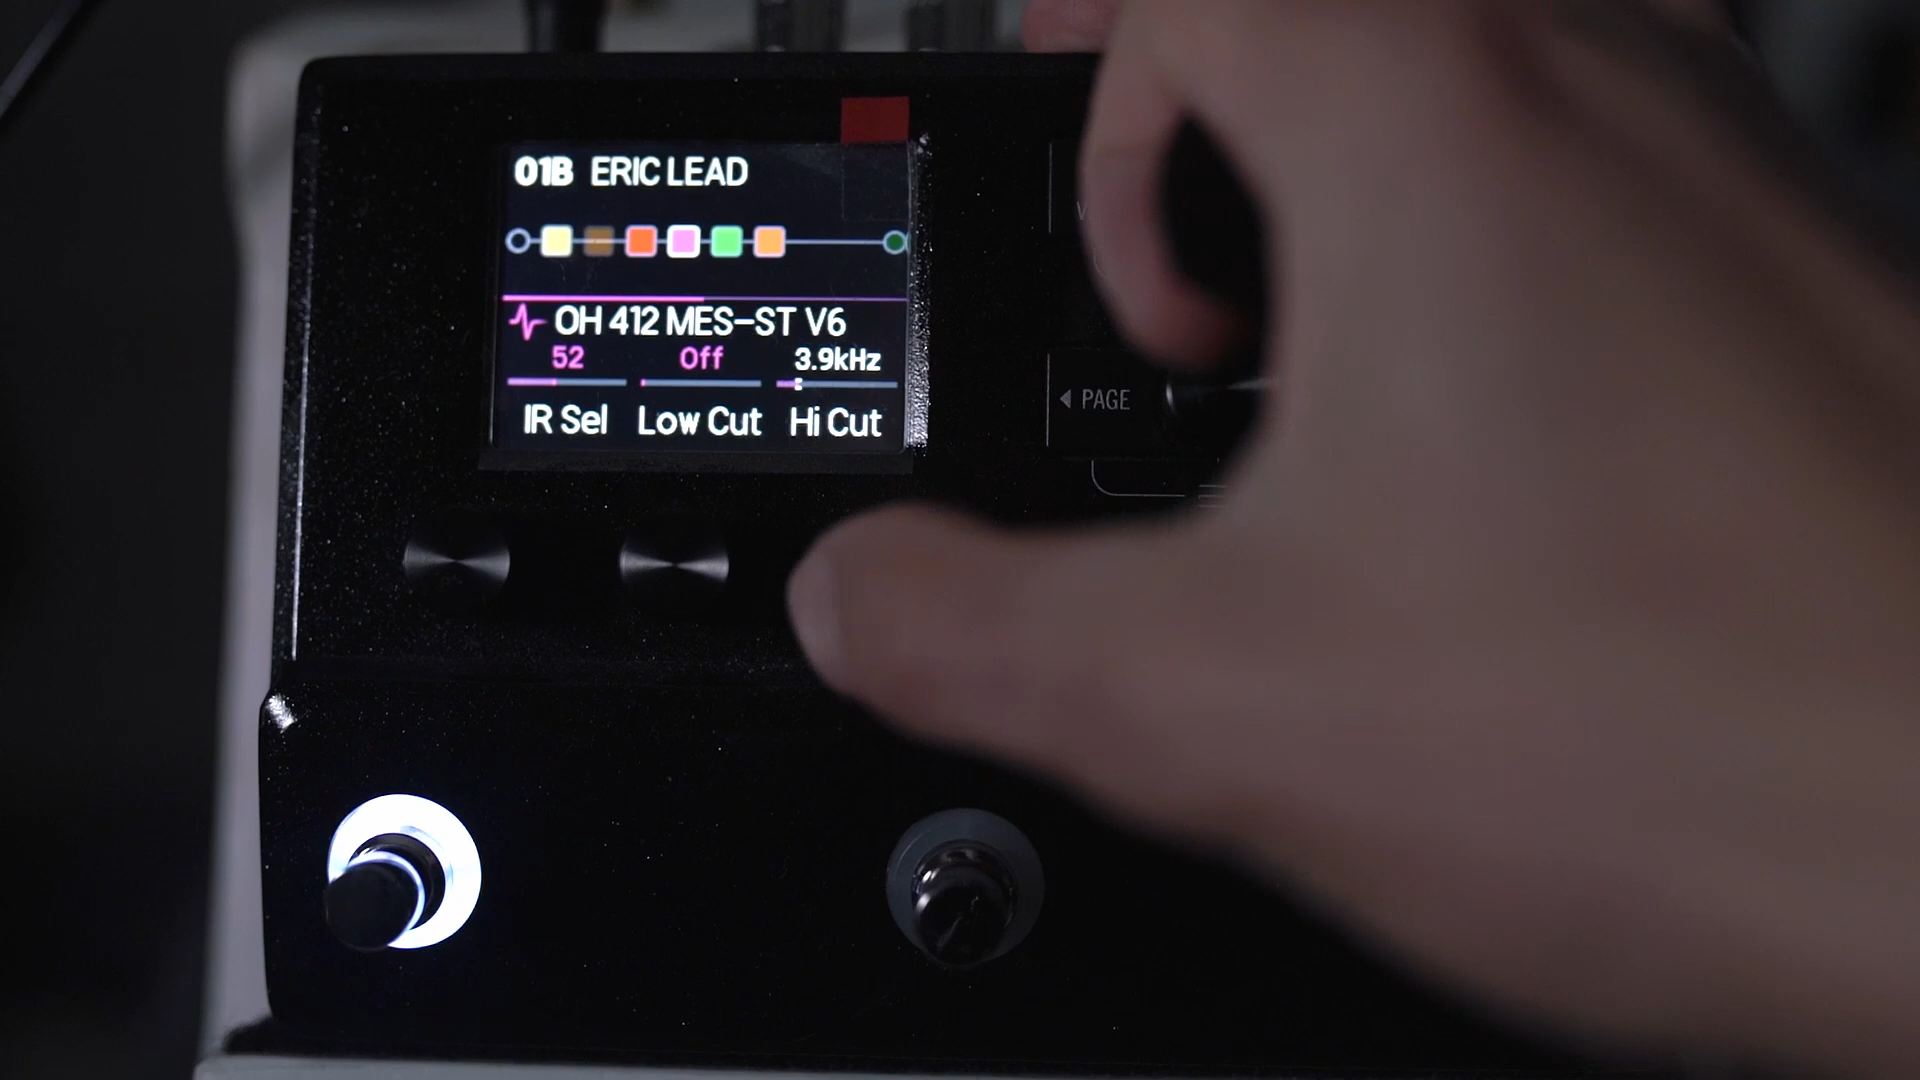 01B ERIC LEAD
OH 412 MES-ST V6
52 Off 3.9kHz
IR Sel Low Cut Hi Cut
◀ PAGE